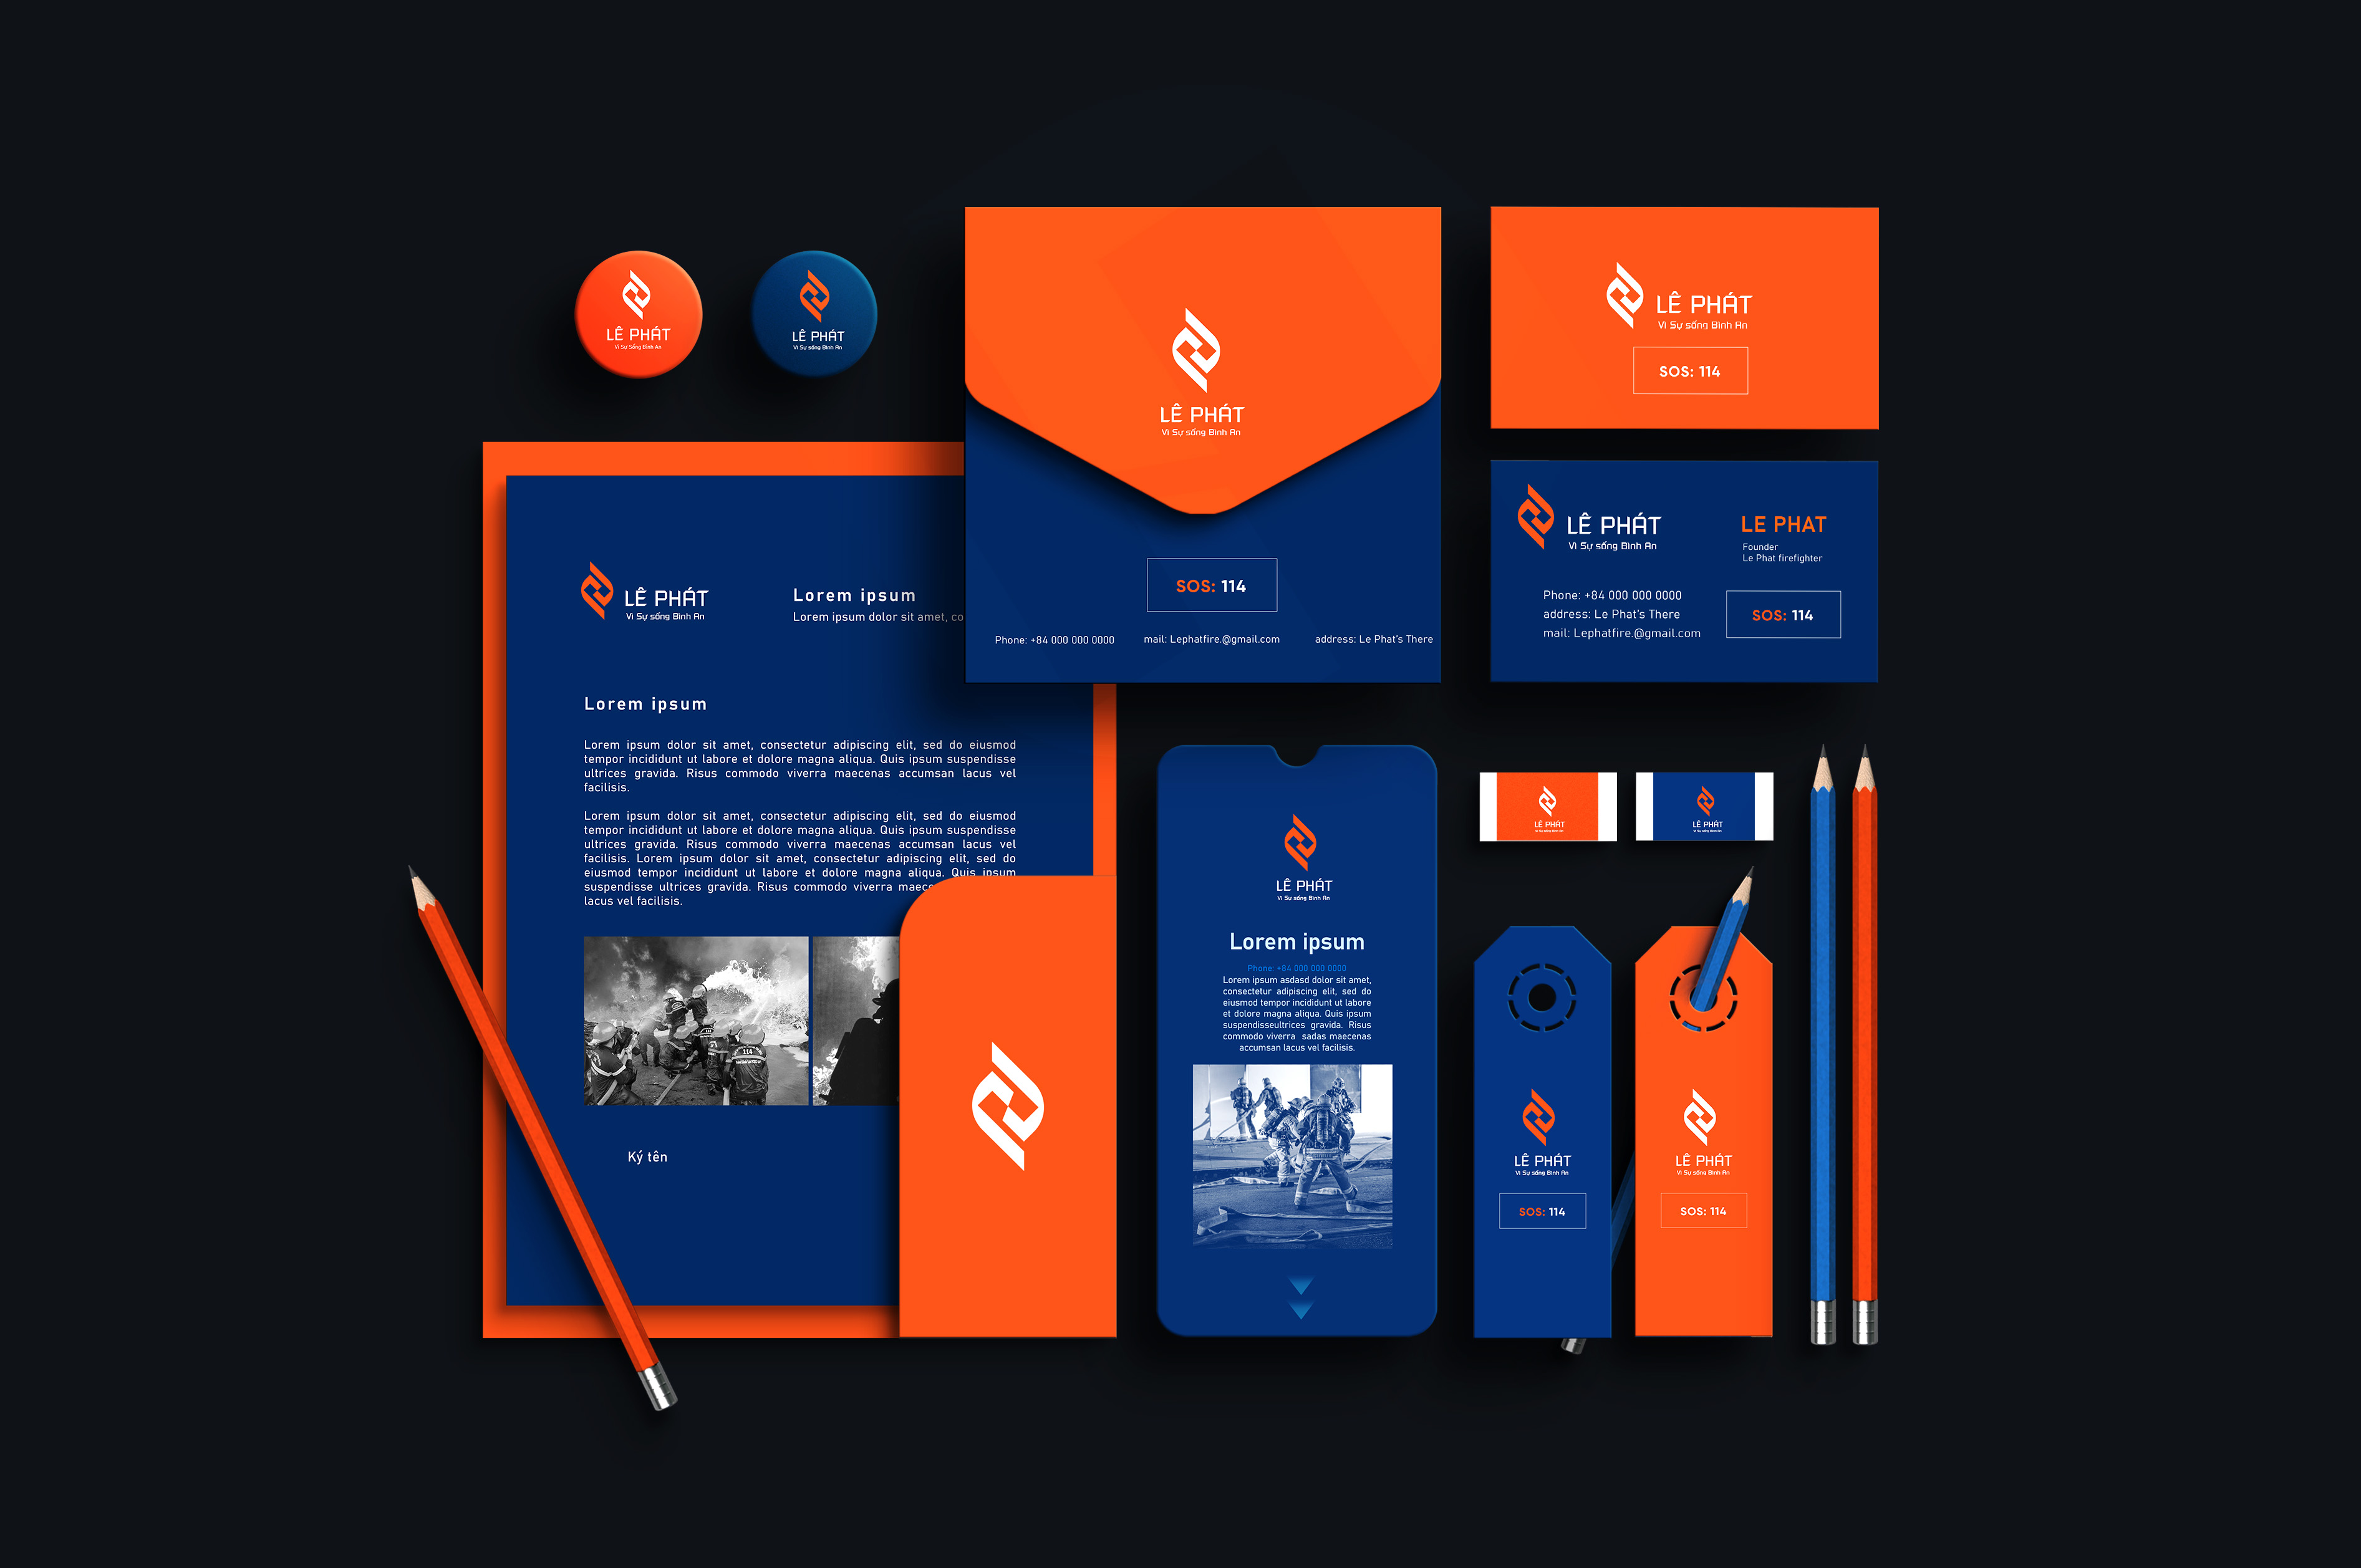 LÊ PHÁT
Vì Sự Sống Bình An
LÊ PHÁT
Vì Sự sống Bình An
LÊ PHÁT
Vì Sự sống Bình An
SOS: 114
Phone: +84 000 000 0000
mail: Lephatfire.@gmail.com
address: Le Phat's There
LÊ PHÁT
Vì Sự sống Bình An
SOS: 114
LÊ PHÁT
Vì Sự sống Bình An
LE PHAT
Founder
Le Phat firefighter
Phone: +84 000 000 0000
address: Le Phat's There
mail: Lephatfire.@gmail.com
SOS: 114
LÊ PHÁT
Vì Sự sống Bình An
Lorem ipsum
Lorem ipsum dolor sit amet, co
Lorem ipsum
Lorem ipsum dolor sit amet, consectetur adipiscing elit, sed do eiusmod
tempor incididunt ut labore et dolore magna aliqua. Quis ipsum suspendisse
ultrices gravida. Risus commodo viverra maecenas accumsan lacus vel
facilisis.
Lorem ipsum dolor sit amet, consectetur adipiscing elit, sed do eiusmod
tempor incididunt ut labore et dolore magna aliqua. Quis ipsum suspendisse
ultrices gravida. Risus commodo viverra maecenas accumsan lacus vel
facilisis. Lorem ipsum dolor sit amet, consectetur adipiscing elit, sed do
eiusmod tempor incididunt ut labore et dolore magna aliqua. Quis ipsum
suspendisse ultrices gravida. Risus commodo viverra maec
lacus vel facilisis.
114
Ký tên
LÊ PHÁT
Vì Sự sống Bình An
Lorem ipsum
Phone: +84 000 000 0000
Lorem ipsum asdasd dolor sit amet,
consectetur adipiscing elit, sed do
eiusmod tempor incididunt ut labore
et dolore magna aliqua. Quis ipsum
suspendisseultrices gravida. Risus
commodo viverra sadas maecenas
accumsan lacus vel facilisis.
LÊ PHÁT
Vì Sự sống Bình An
LÊ PHÁT
Vì Sự sống Bình An
LÊ PHÁT
Vì Sự sống Bình An
SOS: 114
LÊ PHÁT
Vì Sự sống Bình An
SOS: 114